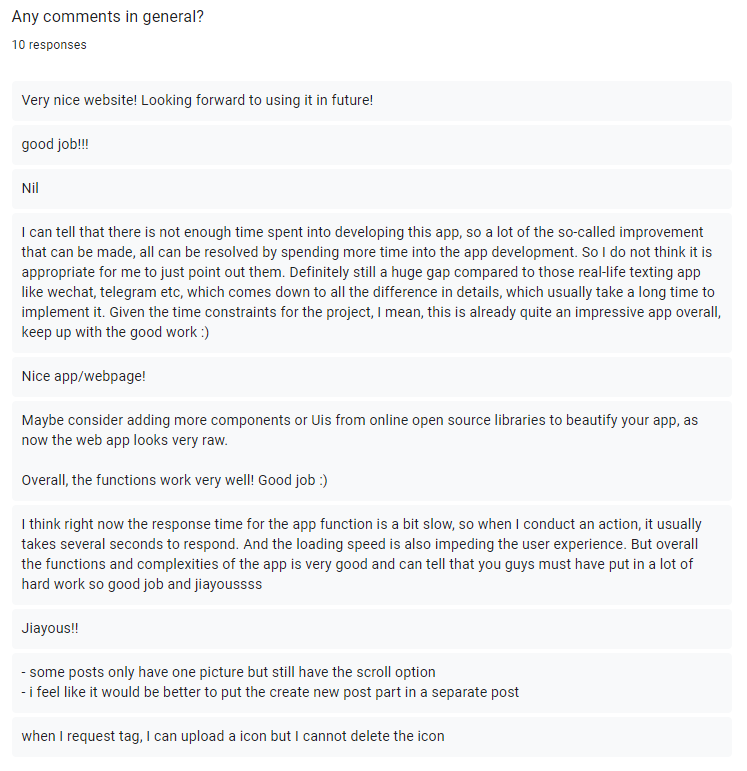 Any comments in general?
10 responses
Very nice website! Looking forward to using it in future!
good job!!!
Nil
I can tell that there is not enough time spent into developing this app, so a lot of the so-called improvement
that can be made, all can be resolved by spending more time into the app development. So I do not think it is
appropriate for me to just point out them. Definitely still a huge gap compared to those real-life texting app
like wechat, telegram etc, which comes down to all the difference in details, which usually take a long time to
implement it. Given the time constraints for the project, I mean, this is already quite an impressive app overall,
keep up with the good work :)
Nice app/webpage!
Maybe consider adding more components or Uis from online open source libraries to beautify your app, as
now the web app looks very raw.
Overall, the functions work very well! Good job :)
I think right now the response time for the app function is a bit slow, so when I conduct an action, it usually
takes several seconds to respond. And the loading speed is also impeding the user experience. But overall
the functions and complexities of the app is very good and can tell that you guys must have put in a lot of
hard work so good job and jiayoussss
Jiayous!!
- some posts only have one picture but still have the scroll option
- i feel like it would be better to put the create new post part in a separate post
when I request tag, I can upload a icon but I cannot delete the icon